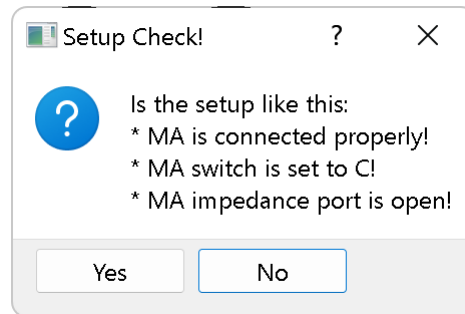 Setup Check!
?
Is the setup like this:
* MA is connected properly!
* MA switch is set to C!
* MA impedance port is open!
Yes
No